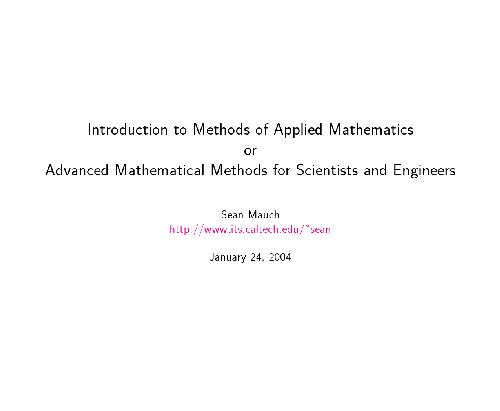 Introduction to Methods of Applied Mathematics
or
Advanced Mathematical Methods for Scientists and Engineers
Sean Mauch
http://www.its.caltech.edu/~sean
January 24, 2004